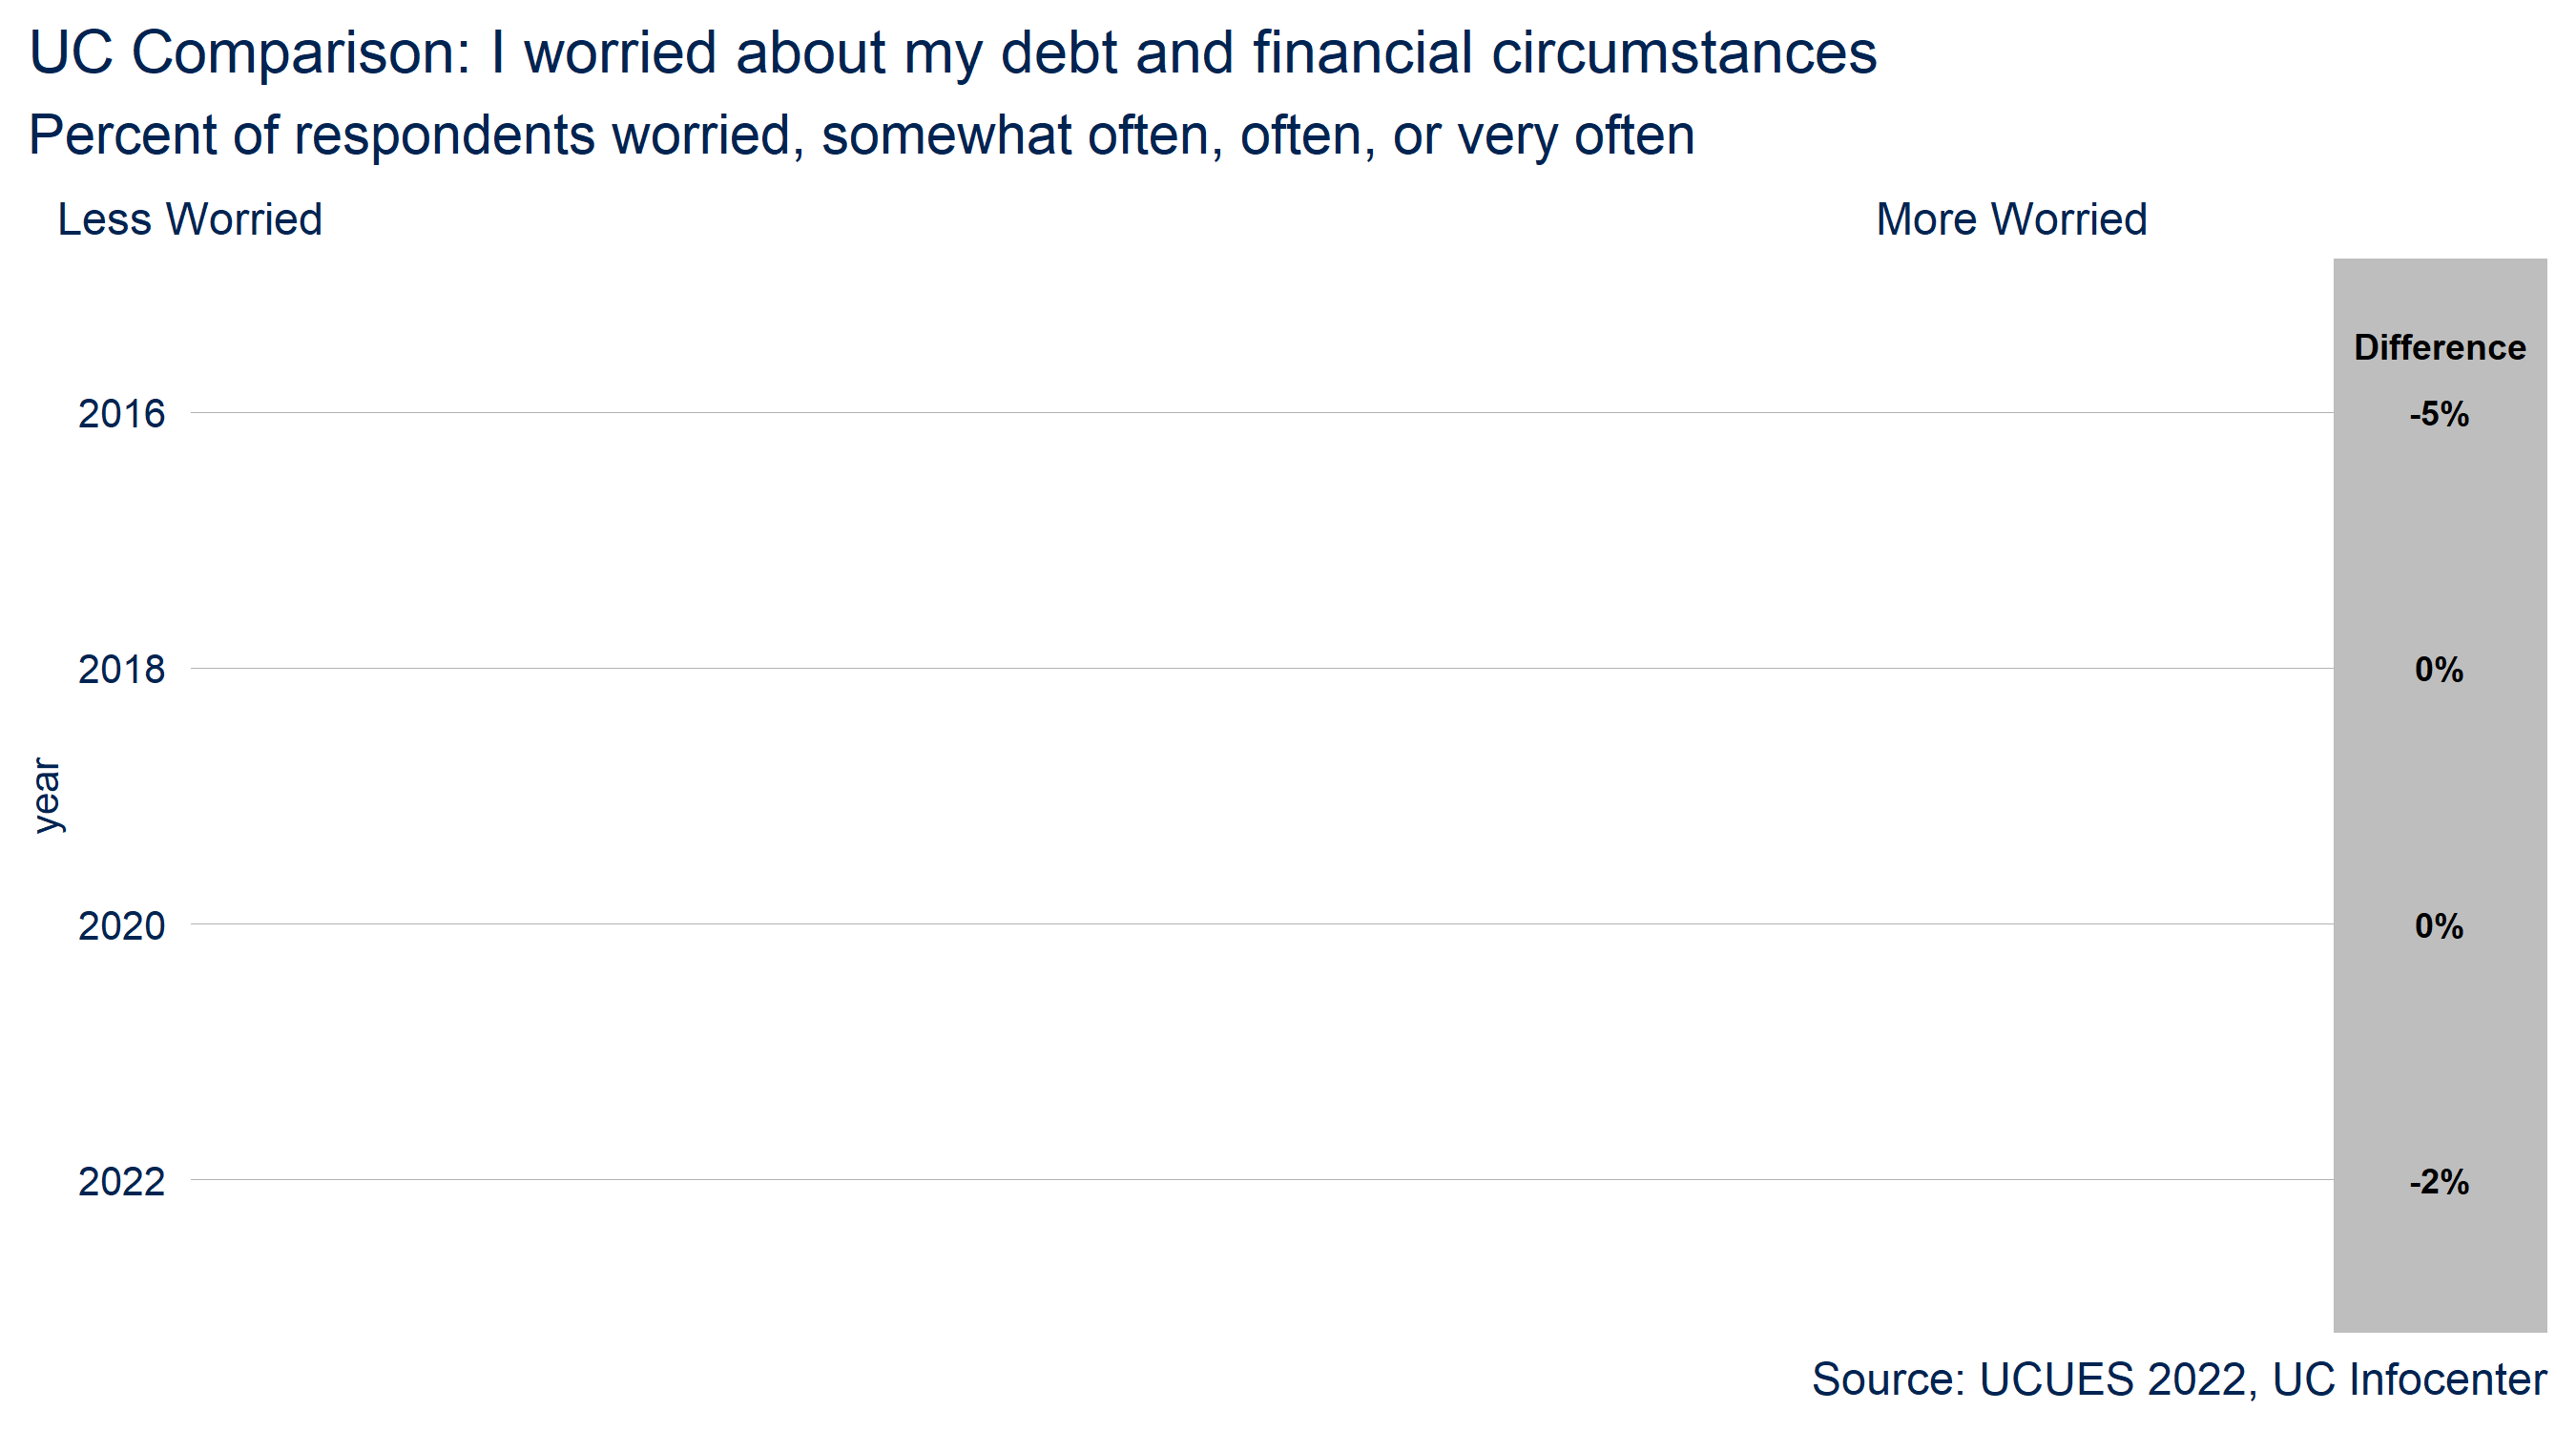 UC Comparison: I worried about my debt and financial circumstances
Percent of respondents worried, somewhat often, often, or very often
Less Worried
More Worried
Difference
2016
-5%
2018
0%
year
2020
0%
2022
-2%
Source: UCUES 2022, UC Infocenter